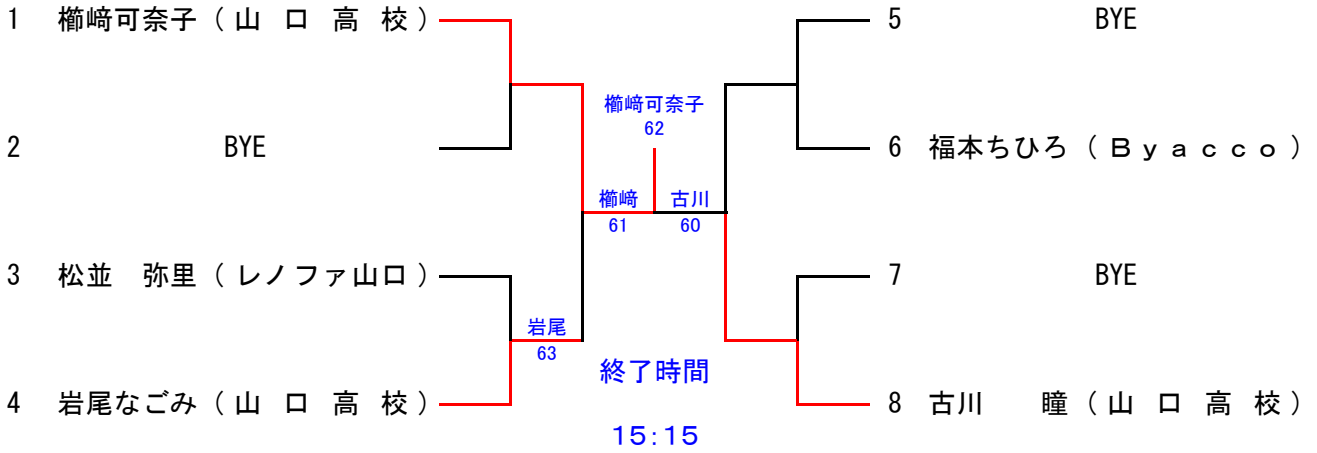 1 櫛﨑可奈子 ( 山 口 高 校 )
2 BYE
3 松並 弥里 ( レノファ山口 )
4 岩尾なごみ ( 山 口 高 校 )
岩尾
63
櫛﨑
61
櫛﨑可奈子
62
古川
60
終了時間
15:15
5 BYE
6 福本ちひろ ( Ｂｙａｃｃｏ )
7 BYE
8 古川 瞳 ( 山 口 高 校 )